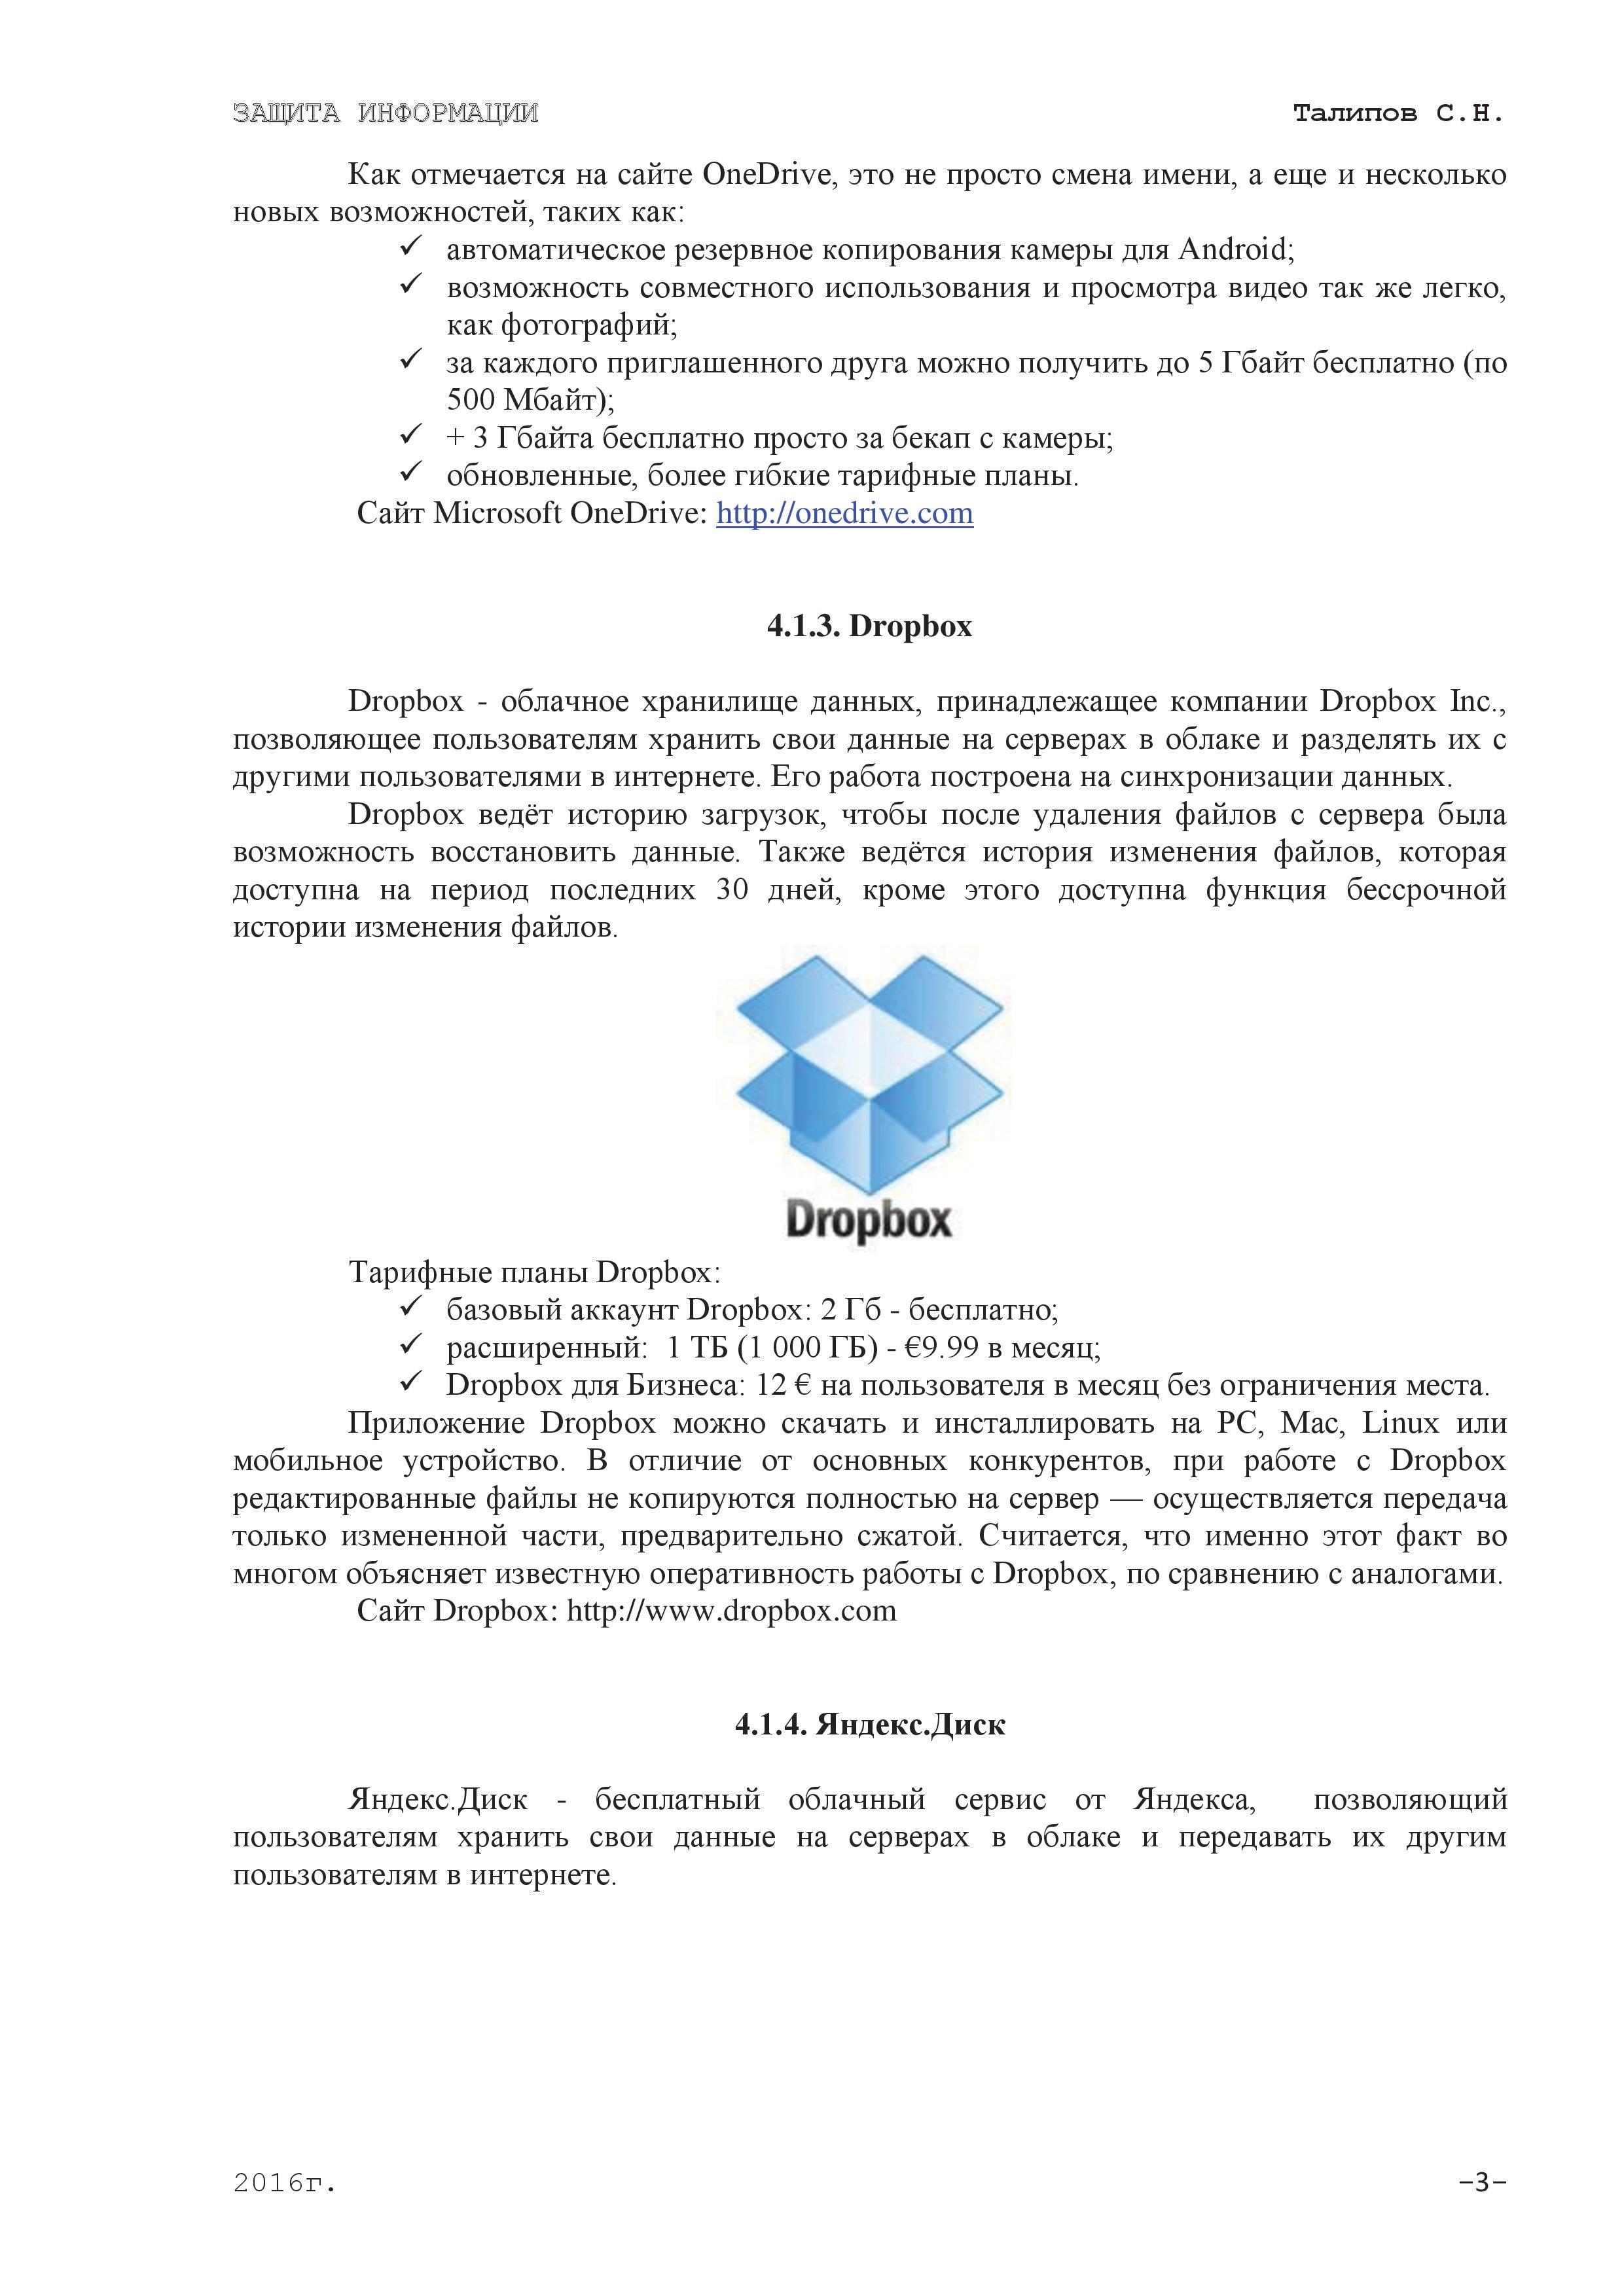 ЗАЩИТА ИНФОРМАЦИИ Талипов С.Н.
Как отмечается на сайте OneDrive, это не просто смена имени, а еще и несколько
новых возможностей, таких как:
✓ автоматическое резервное копирования камеры для Android;
✓ возможность совместного использования и просмотра видео так же легко,
как фотографий;
✓ за каждого приглашенного друга можно получить до 5 Гбайт бесплатно (по
500 Мбайт);
✓ + 3 Гбайта бесплатно просто за бекап с камеры;
✓ обновленные, более гибкие тарифные планы.
Сайт Microsoft OneDrive: http://onedrive.com
4.1.3. Dropbox
Dropbox - облачное хранилище данных, принадлежащее компании Dropbox Inc.,
позволяющее пользователям хранить свои данные на серверах в облаке и разделять их с
другими пользователями в интернете. Его работа построена на синхронизации данных.
Dropbox ведёт историю загрузок, чтобы после удаления файлов с сервера была
возможность восстановить данные. Также ведётся история изменения файлов, которая
доступна на период последних 30 дней, кроме этого доступна функция бессрочной
истории изменения файлов.
Dropbox
Тарифные планы Dropbox:
✓ базовый аккаунт Dropbox: 2 Гб - бесплатно;
✓ расширенный: 1 ТБ (1 000 ГБ) - €9.99 в месяц;
✓ Dropbox для Бизнеса: 12 € на пользователя в месяц без ограничения места.
Приложение Dropbox можно скачать и инсталлировать на PC, Mac, Linux или
мобильное устройство. В отличие от основных конкурентов, при работе с Dropbox
редактированные файлы не копируются полностью на сервер — осуществляется передача
только измененной части, предварительно сжатой. Считается, что именно этот факт во
многом объясняет известную оперативность работы с Dropbox, по сравнению с аналогами.
Сайт Dropbox: http://www.dropbox.com
4.1.4. Яндекс.Диск
Яндекс.Диск - бесплатный облачный сервис от Яндекса, позволяющий
пользователям хранить свои данные на серверах в облаке и передавать их другим
пользователям в интернете.
2016г. -3-